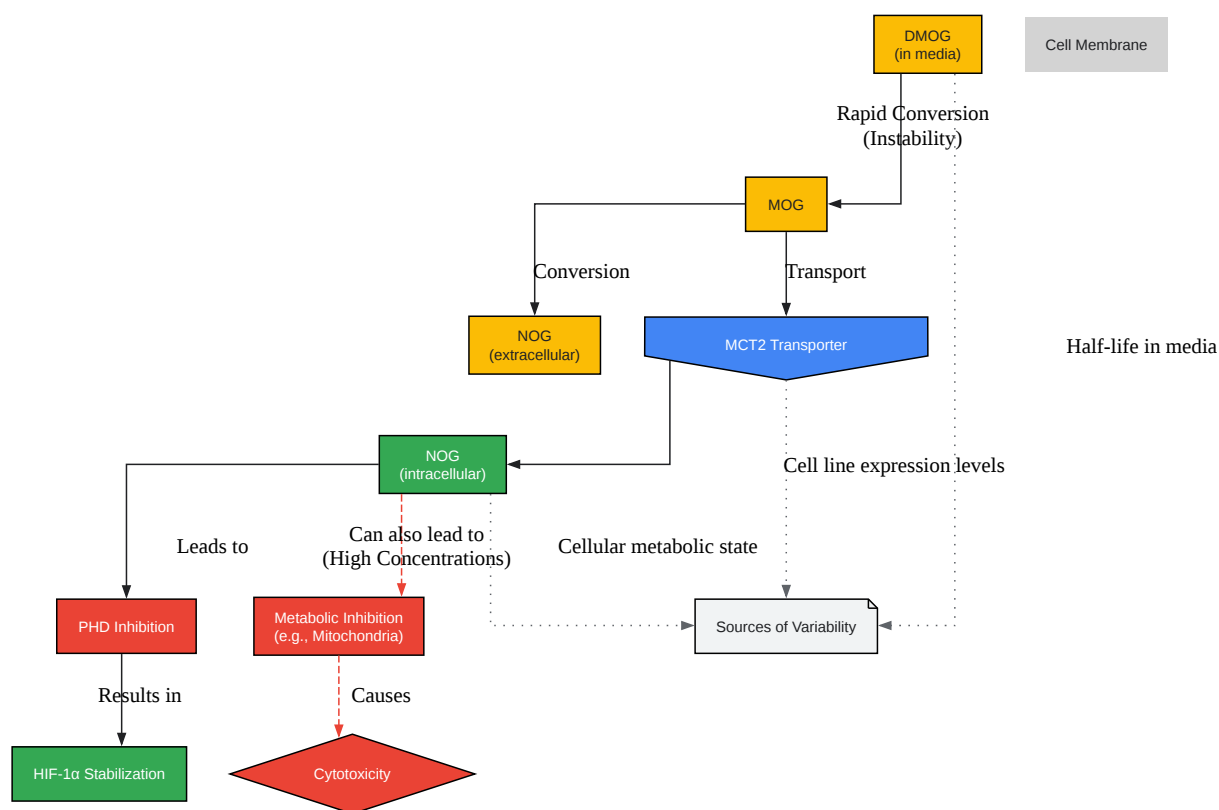 DMOG
(in media)
Cell Membrane
Rapid Conversion
(Instability)
MOG
Conversion
Transport
NOG
(extracellular)
MCT2 Transporter
Half-life in media
NOG
(intracellular)
Cell line expression levels
Leads to
Can also lead to
(High Concentrations)
Cellular metabolic state
PHD Inhibition
Metabolic Inhibition
(e.g., Mitochondria)
Sources of Variability
Results in
Causes
HIF-1α Stabilization
Cytotoxicity